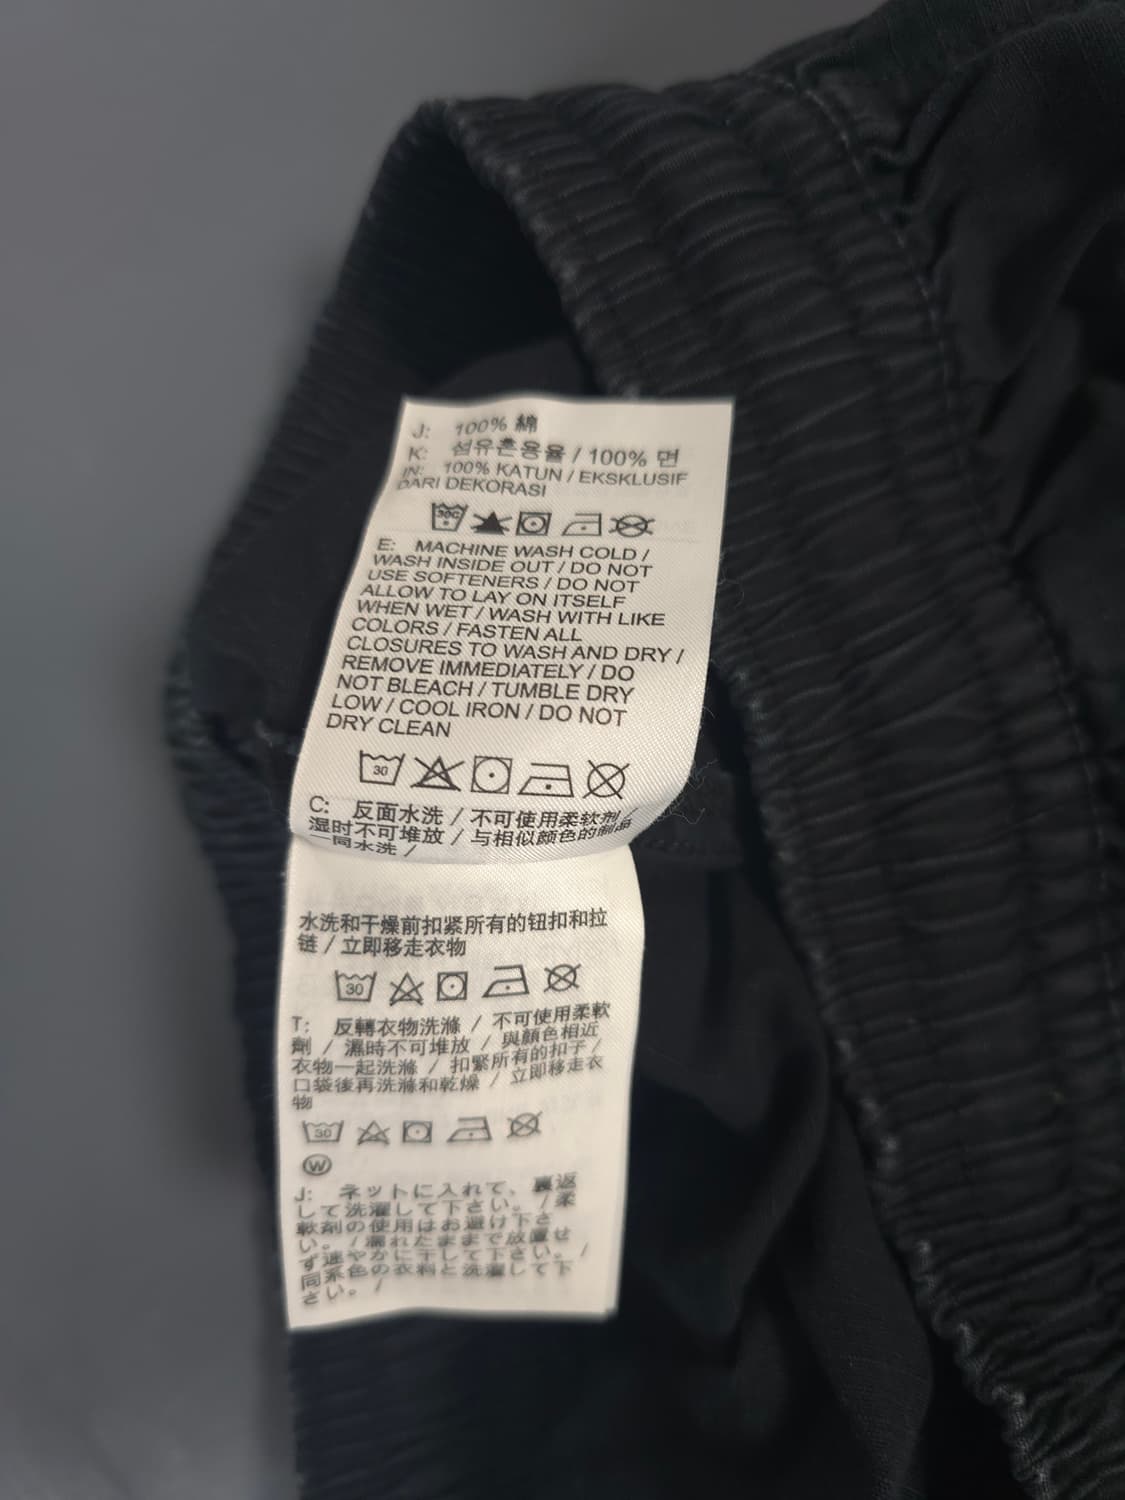 J: 100% 綿
K: 섬유혼용율 / 100% 면
IN: 100% KATUN / EKSKLUSIF
DARI DEKORASI
30C
E: MACHINE WASH COLD /
WASH INSIDE OUT / DO NOT
USE SOFTENERS / DO NOT
ALLOW TO LAY ON ITSELF
WHEN WET / WASH WITH LIKE
COLORS / FASTEN ALL
CLOSURES TO WASH AND DRY /
REMOVE IMMEDIATELY / DO
NOT BLEACH / TUMBLE DRY
LOW / COOL IRON / DO NOT
DRY CLEAN
30
C: 反面水洗 / 不可使用柔软剂 /
湿时不可堆放 / 与相似颜色的制品
一同水洗 /
水洗和干燥前扣紧所有的钮扣和拉
链 / 立即移走衣物
30
T: 反轉衣物洗滌 / 不可使用柔軟
劑 / 濕時不可堆放 / 與顏色相近
衣物一起洗滌 / 扣緊所有的扣子 /
口袋後再洗滌和乾燥 / 立即移走衣
物
30
W
J: ネットに入れて、裏返
して洗濯して下さい。/ 柔
軟剤の使用はお避け下さ
い。/ 濡れたままで放置せ
ず速やかに干して下さい。/
同系色の衣料と洗濯して下
さい。/